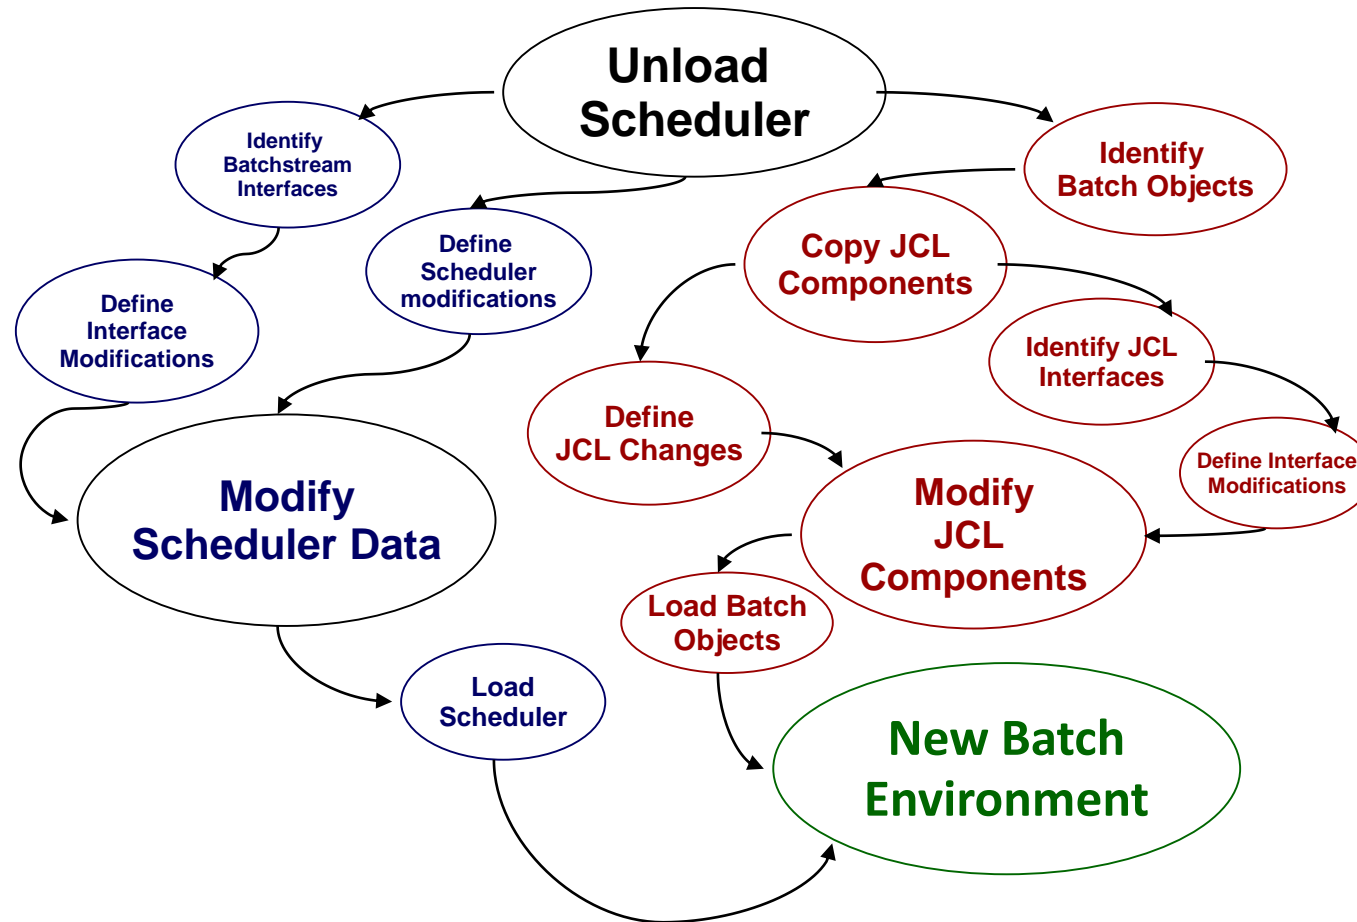 Unload
Scheduler
Identify
Batchstream
Interfaces
Identify
Batch Objects
Define
Scheduler
modifications
Copy JCL
Components
Define
Interface
Modifications
Identify JCL
Interfaces
Define
JCL Changes
Define Interface
Modifications
Modify
Scheduler Data
Modify
JCL
Components
Load Batch
Objects
Load
Scheduler
New Batch
Environment